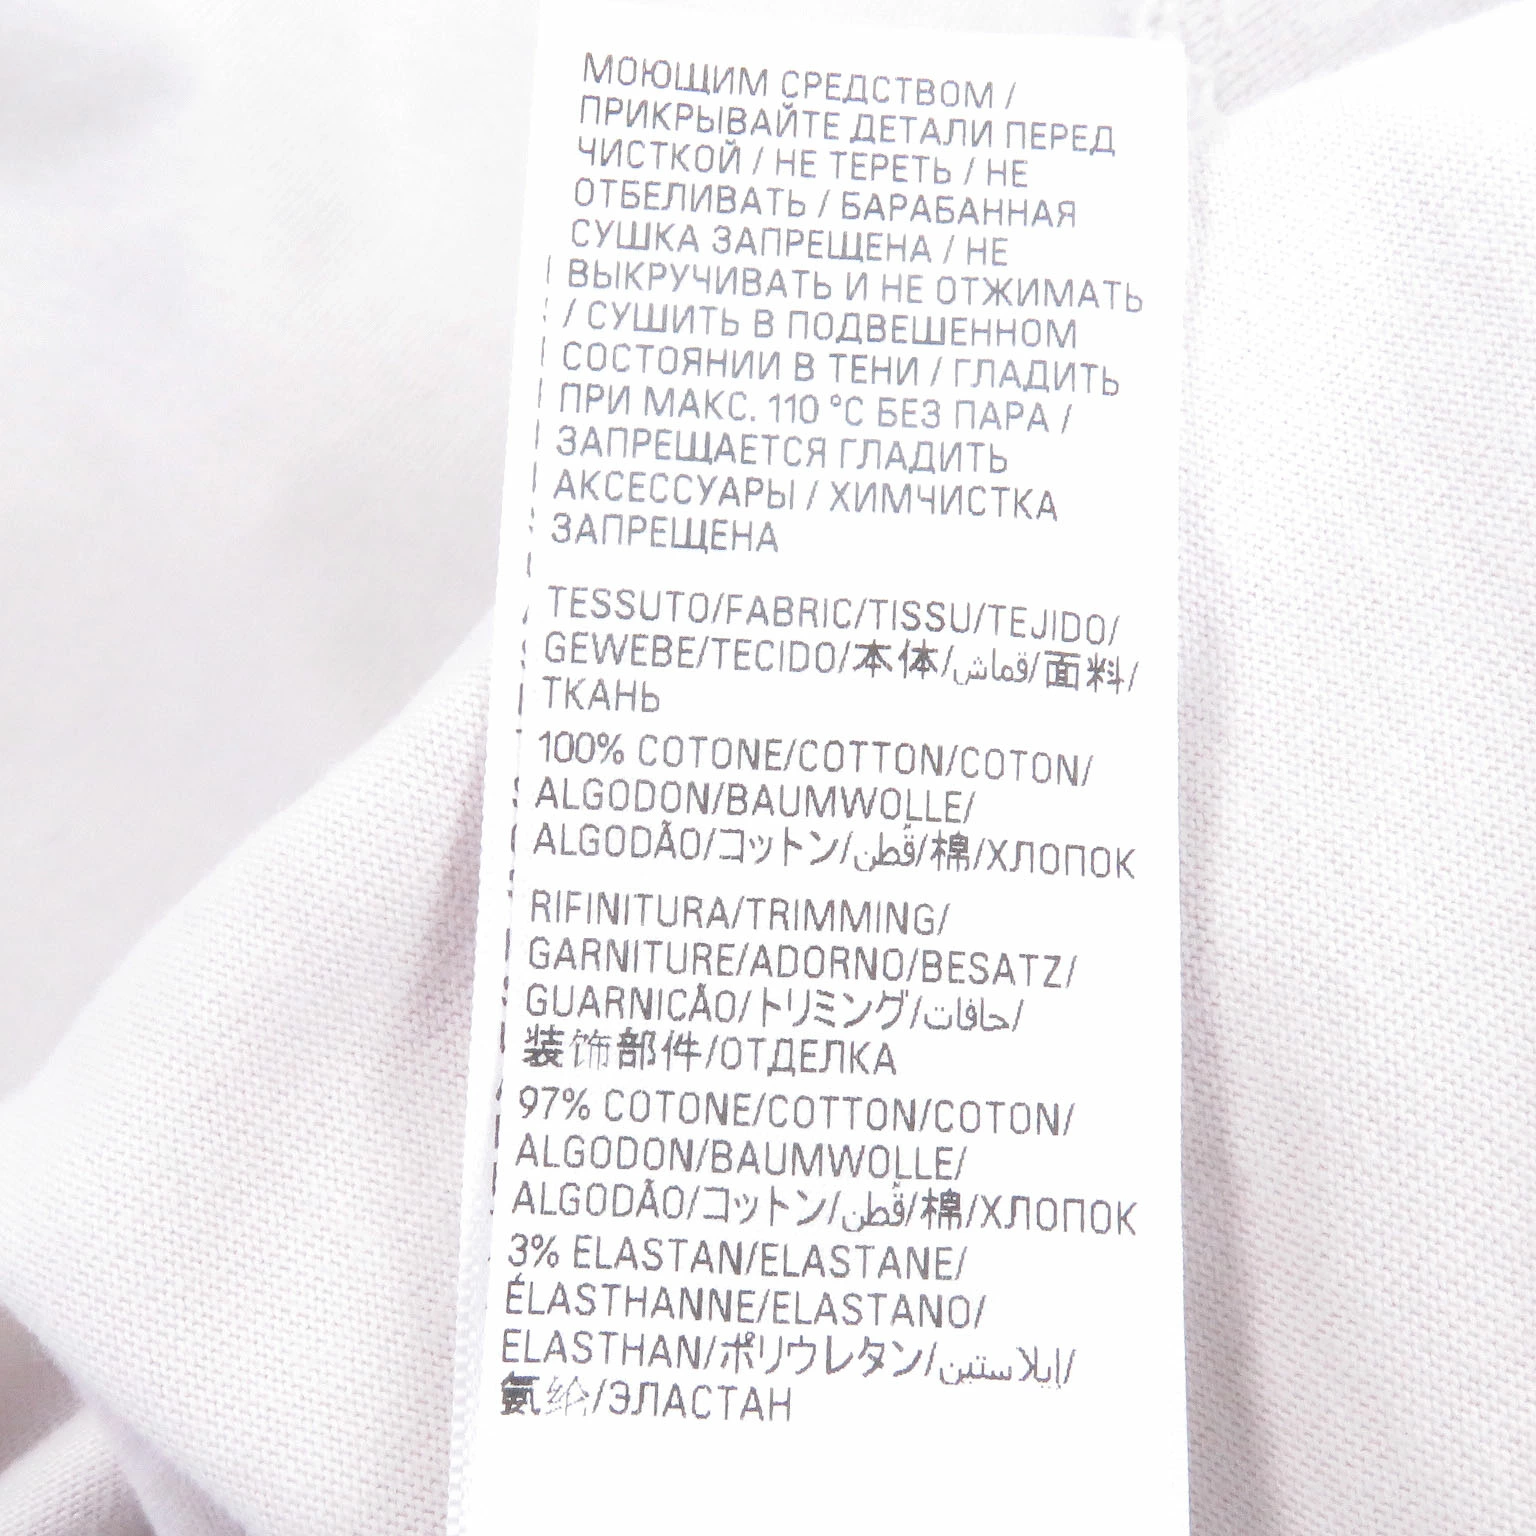 МОЮЩИМ СРЕДСТВОМ /
ПРИКРЫВАЙТЕ ДЕТАЛИ ПЕРЕД
ЧИСТКОЙ / НЕ ТЕРЕТЬ / НЕ
ОТБЕЛИВАТЬ / БАРАБАННАЯ
СУШКА ЗАПРЕЩЕНА / НЕ
ВЫКРУЧИВАТЬ И НЕ ОТЖИМАТЬ
/ СУШИТЬ В ПОДВЕШЕННОМ
СОСТОЯНИИ В ТЕНИ / ГЛАДИТЬ
ПРИ МАКС. 110 °C БЕЗ ПАРА /
ЗАПРЕЩАЕТСЯ ГЛАДИТЬ
АКСЕССУАРЫ / ХИМЧИСТКА
ЗАПРЕЩЕНА
TESSUTO/FABRIC/TISSU/TEJIDO/
GEWEBE/TECIDO/本体/قماش/面料/
ТКАНЬ
100% COTONE/COTTON/COTON/
ALGODON/BAUMWOLLE/
ALGODÃO/コットン/قُطن/棉/ХЛОПОК
RIFINITURA/TRIMMING/
GARNITURE/ADORNO/BESATZ/
GUARNICÃO/トリミング/حافات/
装饰部件/ОТДЕЛКА
97% COTONE/COTTON/COTON/
ALGODON/BAUMWOLLE/
ALGODÃO/コットン/قُطن/棉/ХЛОПОК
3% ELASTAN/ELASTANE/
ÉLASTHANNE/ELASTANO/
ELASTHAN/ポリウレタン/إيلاستين/
氨纶/ЭЛАСТАН